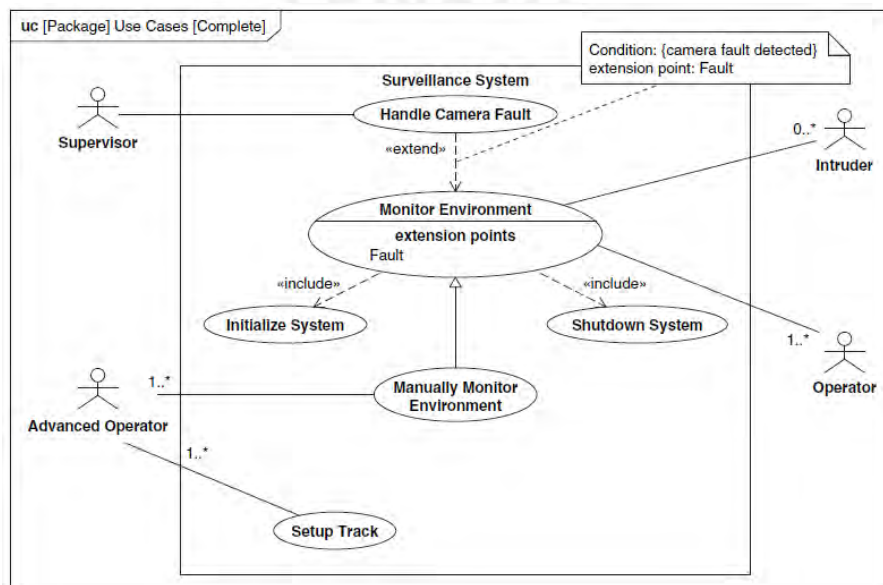 uc [Package] Use Cases [Complete]
Condition: {camera fault detected}
extension point: Fault
Surveillance System
Handle Camera Fault
Supervisor
«extend»
0..*
Intruder
Monitor Environment
extension points
Fault
«include»
«include»
Initialize System
Shutdown System
1..*
Operator
1..*
Manually Monitor
Environment
Advanced Operator
1..*
Setup Track